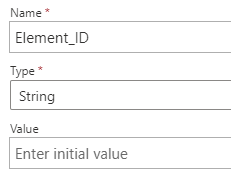 Name *
Element_ID
Type *
String
Value
Enter initial value